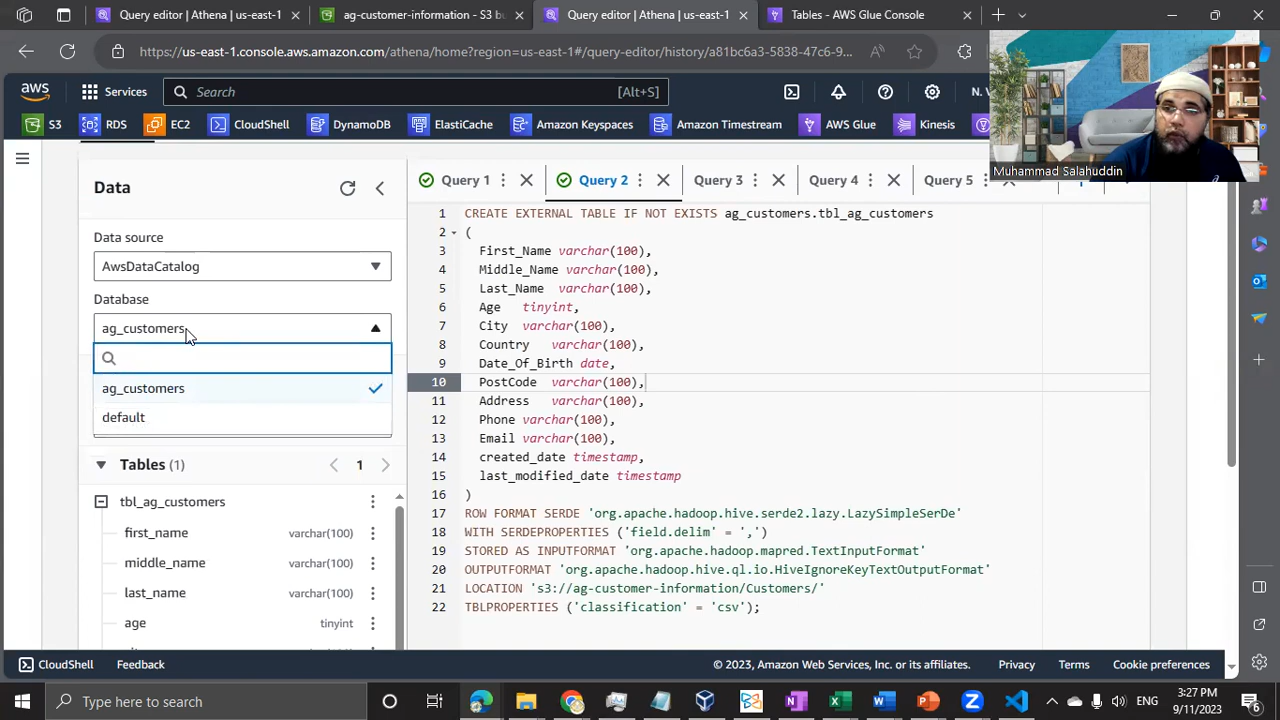 Query editor | Athena | us-east-1
ag-customer-information - S3 bu
Query editor | Athena | us-east-1
Tables - AWS Glue Console
https://us-east-1.console.aws.amazon.com/athena/home?region=us-east-1#/query-editor/history/a81bc6a3-5838-47c6-9...
aws
Services
Search
[Alt+S]
N. V
S3
RDS
EC2
CloudShell
DynamoDB
ElastiCache
Amazon Keyspaces
Amazon Timestream
AWS Glue
Kinesis
Muhammad Salahuddin
Data
Data source
AwsDataCatalog
Database
ag_customers
ag_customers
default
Tables (1)
1
tbl_ag_customers
first_name varchar(100)
middle_name varchar(100)
last_name varchar(100)
age tinyint
Query 1
Query 2
Query 3
Query 4
Query 5
1 CREATE EXTERNAL TABLE IF NOT EXISTS ag_customers.tbl_ag_customers
2 (
3 First_Name varchar(100),
4 Middle_Name varchar(100),
5 Last_Name varchar(100),
6 Age tinyint,
7 City varchar(100),
8 Country varchar(100),
9 Date_Of_Birth date,
10 PostCode varchar(100),
11 Address varchar(100),
12 Phone varchar(100),
13 Email varchar(100),
14 created_date timestamp,
15 last_modified_date timestamp
16 )
17 ROW FORMAT SERDE 'org.apache.hadoop.hive.serde2.lazy.LazySimpleSerDe'
18 WITH SERDEPROPERTIES ('field.delim' = ',')
19 STORED AS INPUTFORMAT 'org.apache.hadoop.mapred.TextInputFormat'
20 OUTPUTFORMAT 'org.apache.hadoop.hive.ql.io.HiveIgnoreKeyTextOutputFormat'
21 LOCATION 's3://ag-customer-information/Customers/'
22 TBLPROPERTIES ('classification' = 'csv');
CloudShell
Feedback
© 2023, Amazon Web Services, Inc. or its affiliates.
Privacy
Terms
Cookie preferences
Type here to search
ENG
3:27 PM
9/11/2023